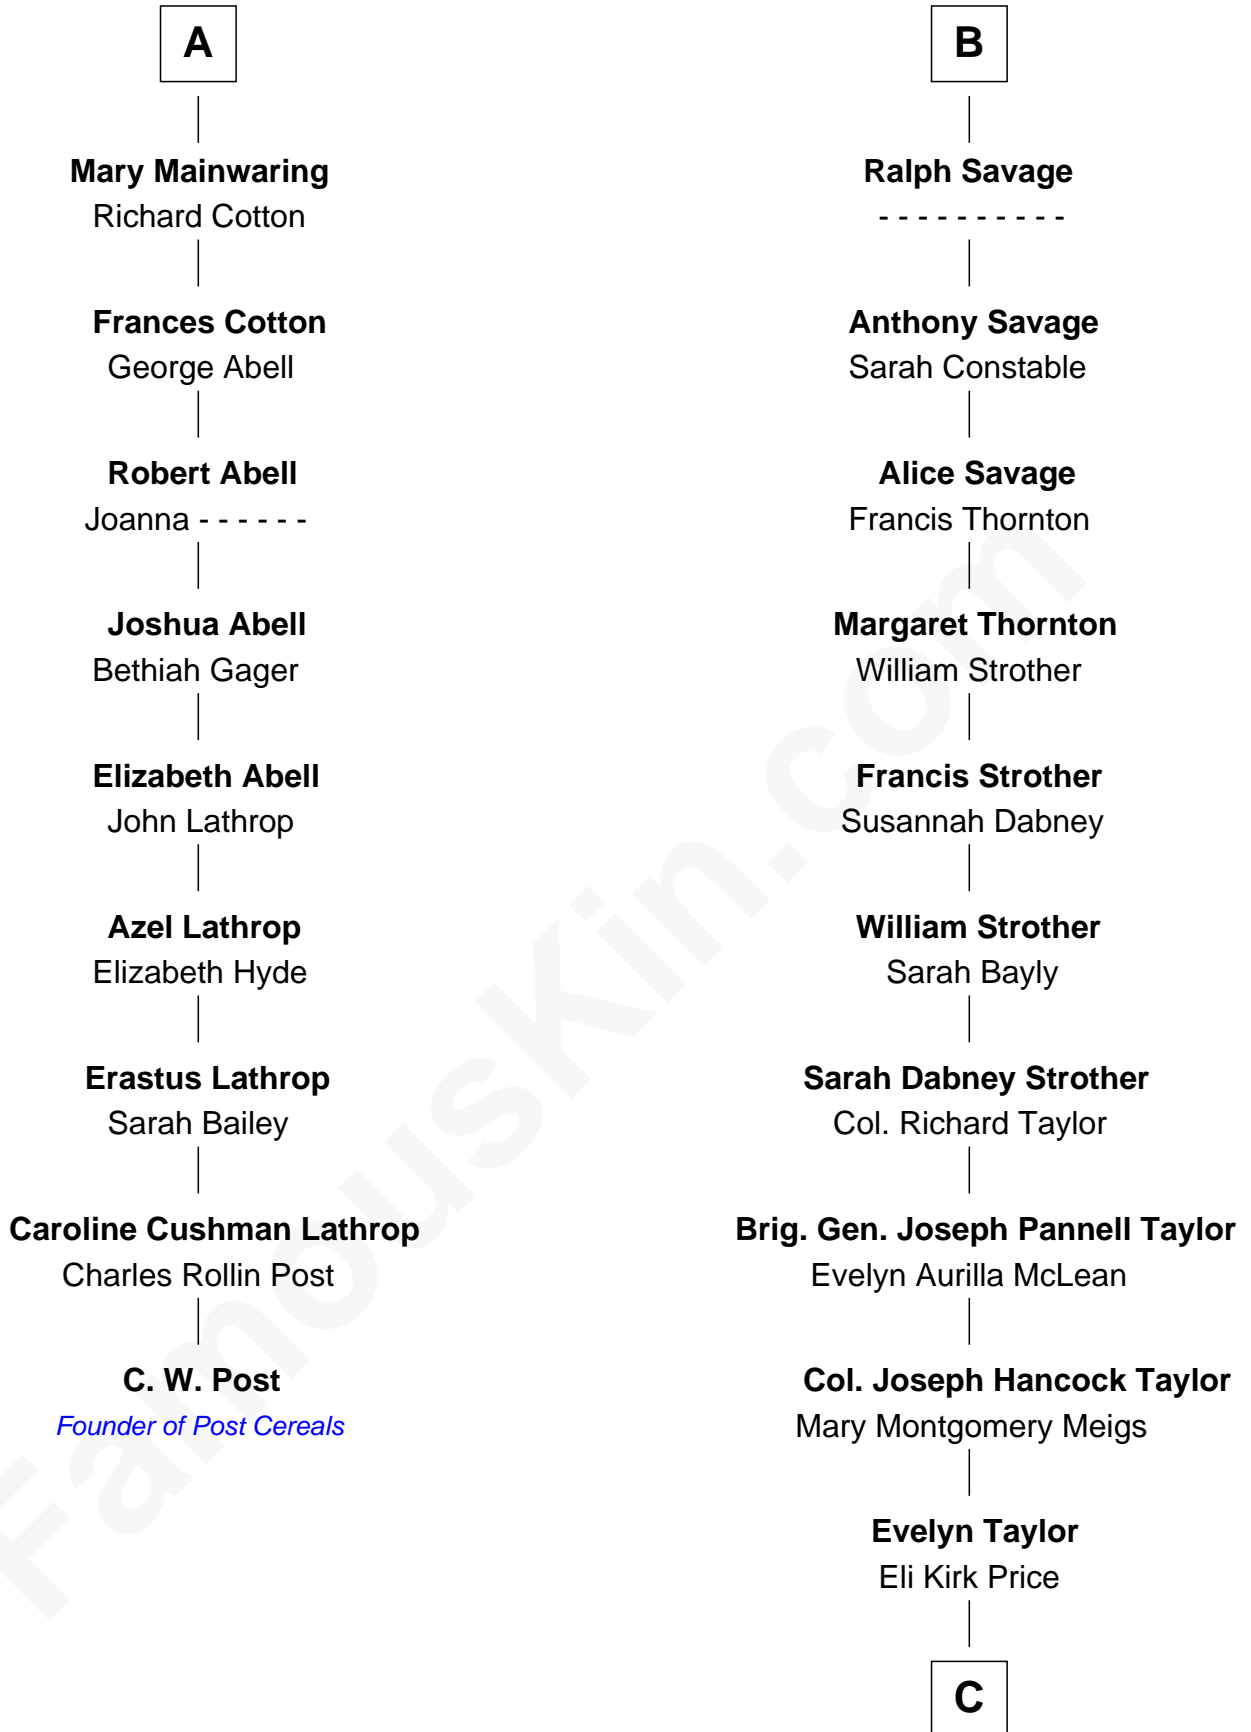 A
Mary Mainwaring
Richard Cotton
Frances Cotton
George Abell
Robert Abell
Joanna - - - - - -
Joshua Abell
Bethiah Gager
Elizabeth Abell
John Lathrop
Azel Lathrop
Elizabeth Hyde
Erastus Lathrop
Sarah Bailey
Caroline Cushman Lathrop
Charles Rollin Post
C. W. Post
Founder of Post Cereals
B
Ralph Savage
- - - - - - - - - -
Anthony Savage
Sarah Constable
Alice Savage
Francis Thornton
Margaret Thornton
William Strother
Francis Strother
Susannah Dabney
William Strother
Sarah Bayly
Sarah Dabney Strother
Col. Richard Taylor
Brig. Gen. Joseph Pannell Taylor
Evelyn Aurilla McLean
Col. Joseph Hancock Taylor
Mary Montgomery Meigs
Evelyn Taylor
Eli Kirk Price
C
FamousKin.com